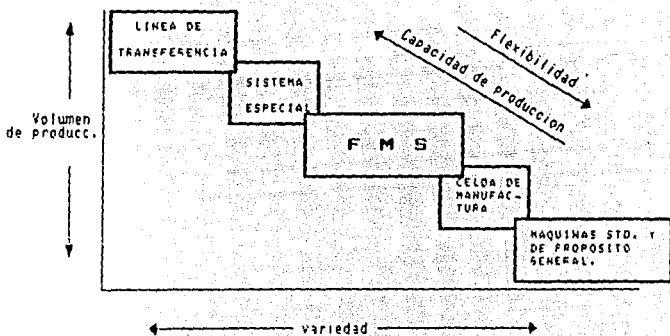 LINEA DE
TRANSFERENCIA
SISTEMA
ESPECIAL
Flexibilidad
Capacidad de produccion
Volumen
de producc.
F M S
CELDA DE
MANUFAC-
TURA
MAQUINAS STD. Y
DE PROPOSITO
GENERAL.
variedad